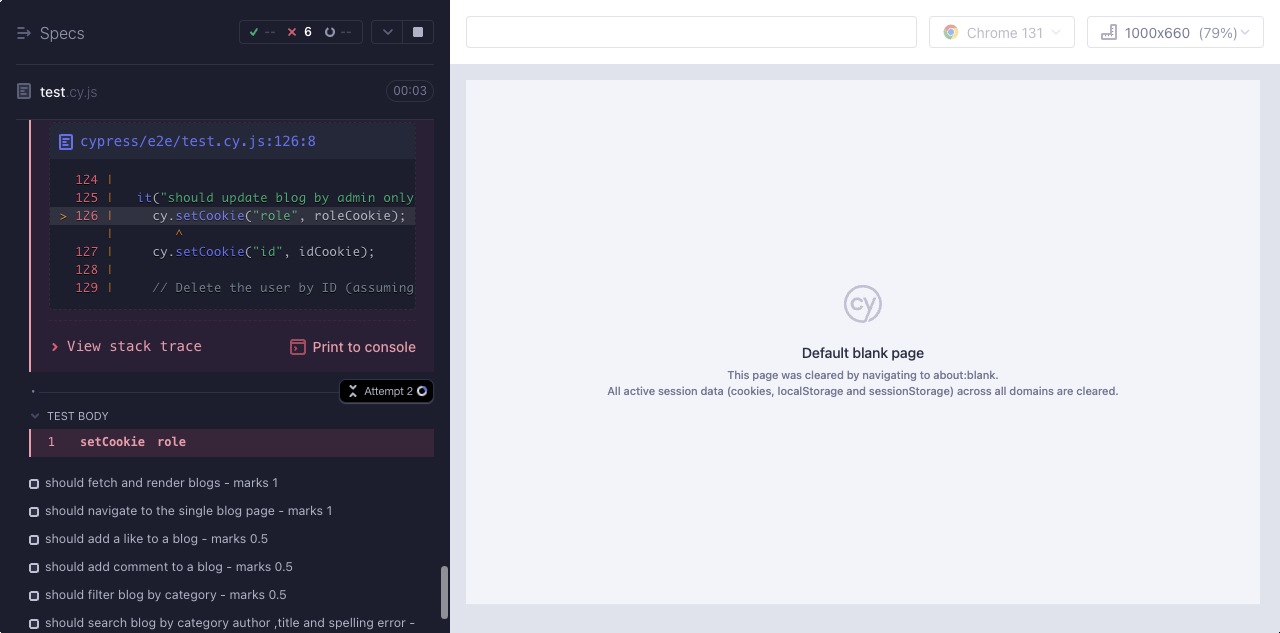 Specs
-- 6 --
test.cy.js
00:03
cypress/e2e/test.cy.js:126:8
124 |
125 | it("should update blog by admin only
> 126 | cy.setCookie("role", roleCookie);
| ^
127 | cy.setCookie("id", idCookie);
128 |
129 | // Delete the user by ID (assuming
View stack trace
Print to console
Attempt 2
TEST BODY
1 setCookie role
should fetch and render blogs - marks 1
should navigate to the single blog page - marks 1
should add a like to a blog - marks 0.5
should add comment to a blog - marks 0.5
should filter blog by category - marks 0.5
should search blog by category author ,title and spelling error -
Chrome 131
1000x660 (79%)
cy
Default blank page
This page was cleared by navigating to about:blank.
All active session data (cookies, localStorage and sessionStorage) across all domains are cleared.